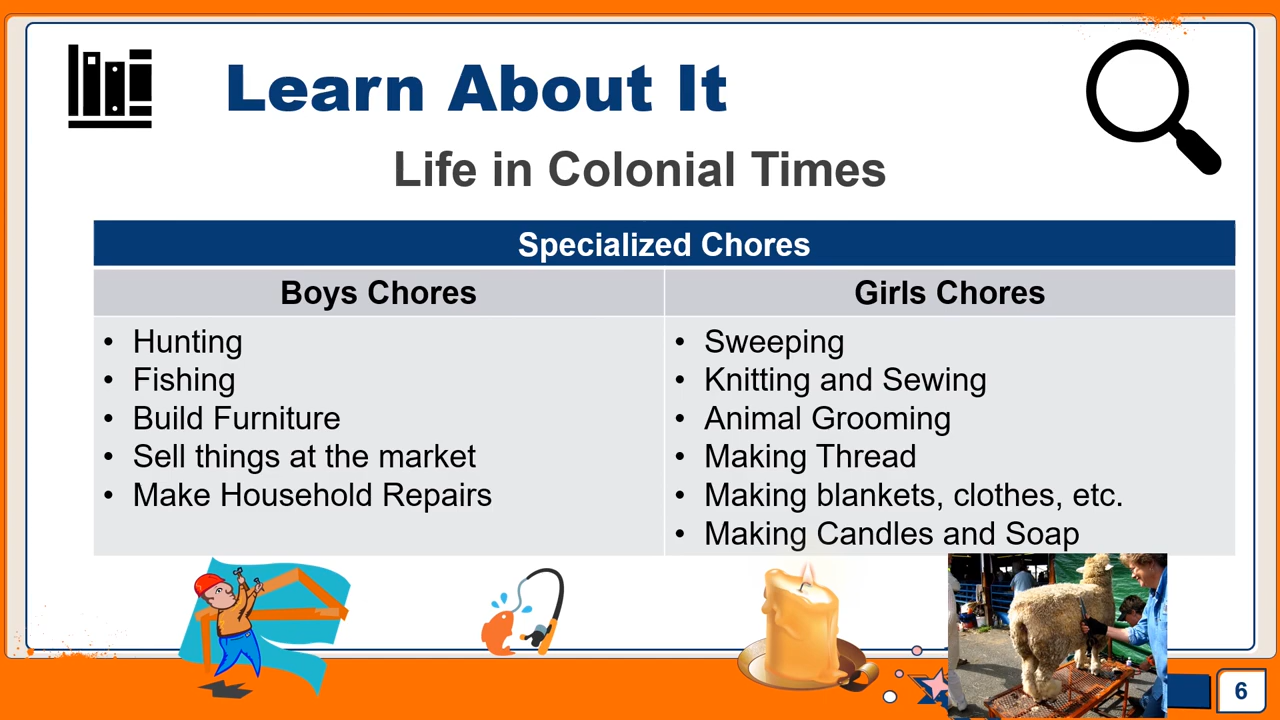 Learn About It
Life in Colonial Times
Specialized Chores
Boys Chores
Girls Chores
• Hunting
• Fishing
• Build Furniture
• Sell things at the market
• Make Household Repairs
• Sweeping
• Knitting and Sewing
• Animal Grooming
• Making Thread
• Making blankets, clothes, etc.
• Making Candles and Soap
6